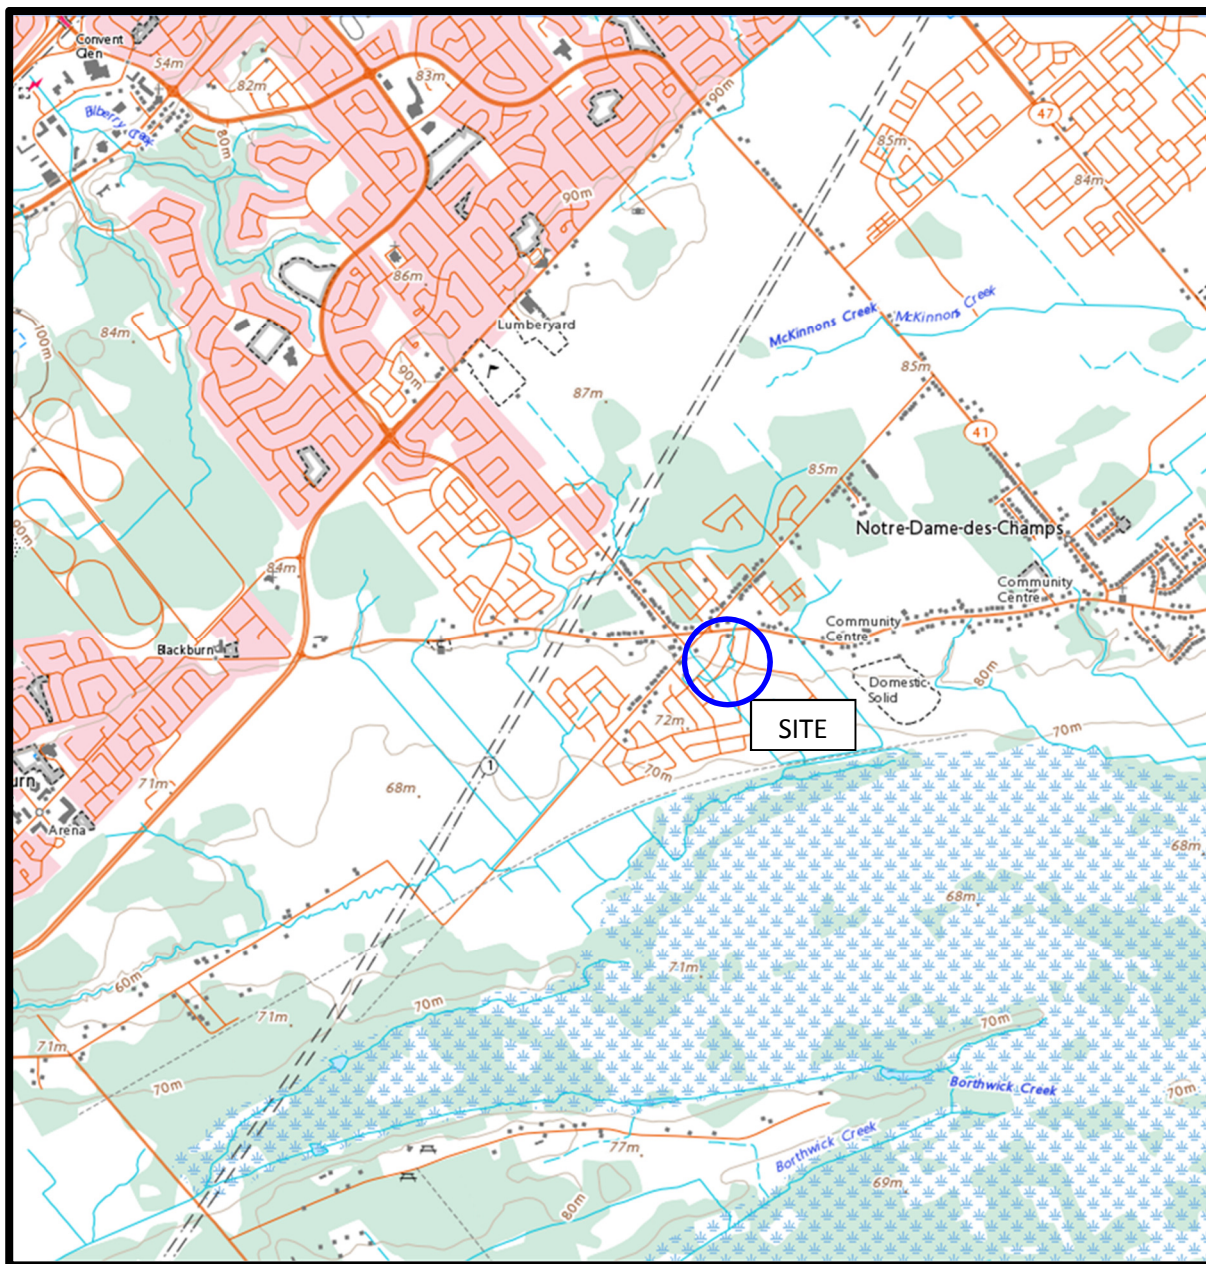 Convent
Glen
54m
82m
83m
90m
47
Bilberry Creek
80m
85m
84m
90m
86m
McKinnons Creek
McKinnons Creek
Lumberyard
100m
84m
90m
87m
85m
41
85m
90m
Notre-Dame-des-Champs
84m
Community
Centre
Community
Centre
Blackburn
80m
Domestic
Solid
SITE
72m
70m
70m
1
71m
68m
urn
Arena
68m
68m
71m
60m
70m
71m
70m
71m
70m
Borthwick Creek
70m
Borthwick Creek
77m
69m
80m